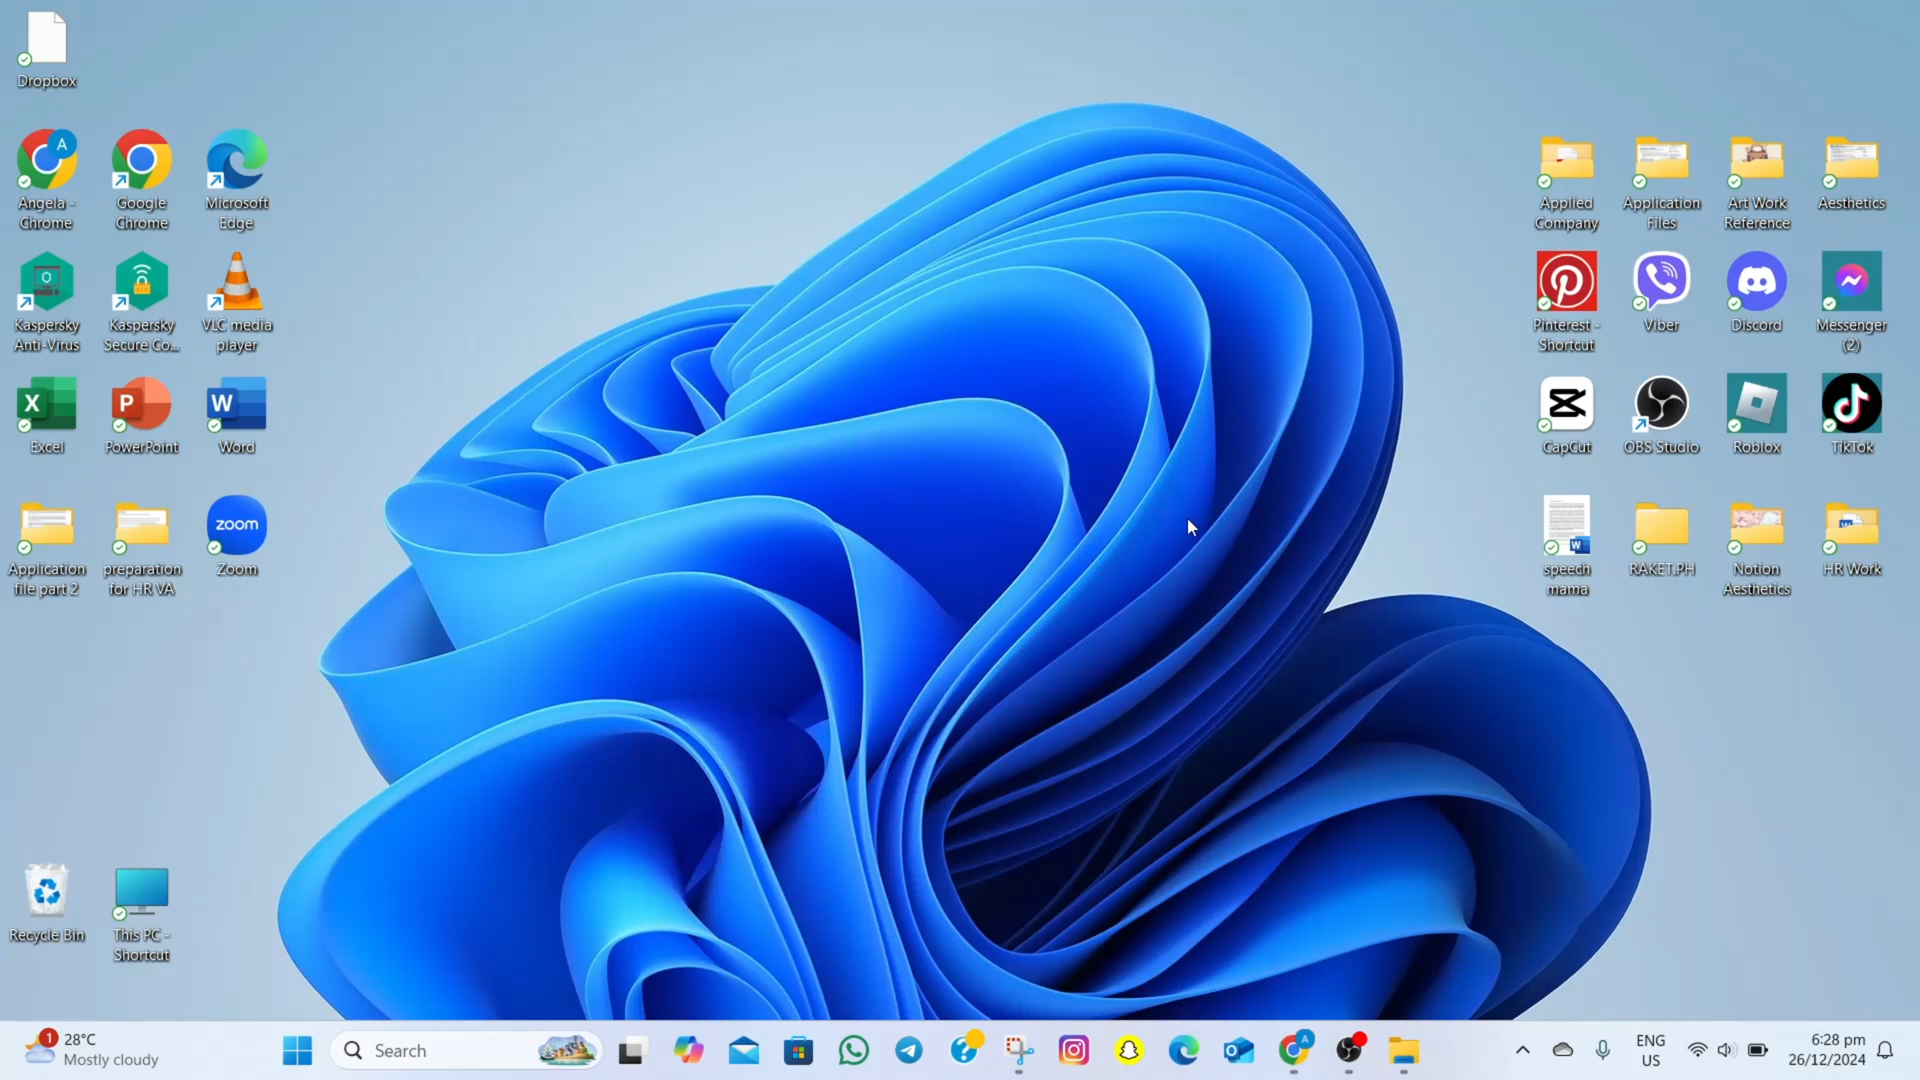 Dropbox
Angela -
Chrome
Google
Chrome
Microsoft
Edge
Kaspersky
Anti-Virus
Kaspersky
Secure Co...
VLC media
player
Excel
PowerPoint
Word
Application
file part 2
preparation
for HR VA
zoom
Zoom
Recycle Bin
This PC -
Shortcut
Applied
Company
Application
Files
Art Work
Reference
Aesthetics
Pinterest -
Shortcut
Viber
Discord
Messenger
(2)
CapCut
OBS Studio
Roblox
TikTok
speech
mama
RAKET.PH
Notion
Aesthetics
HR Work
1
28°C
Mostly cloudy
Search
ENG
US
6:28 pm
26/12/2024